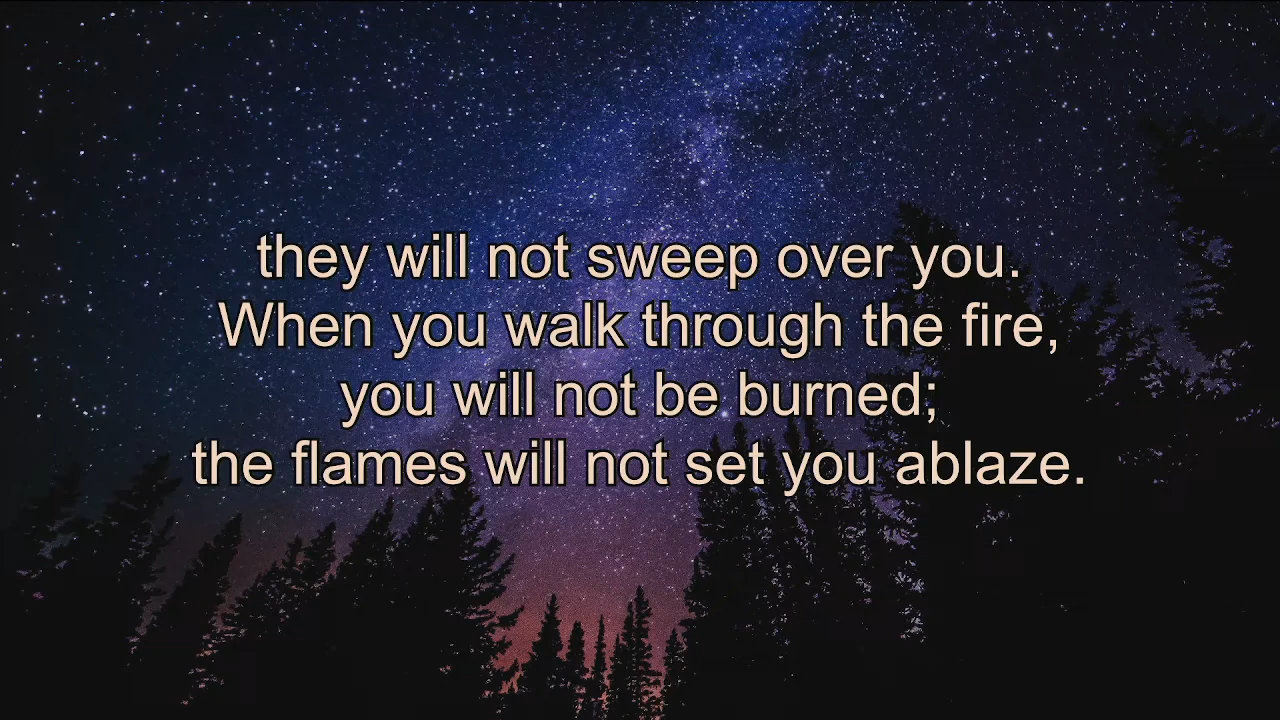 they will not sweep over you.
When you walk through the fire,
you will not be burned;
the flames will not set you ablaze.